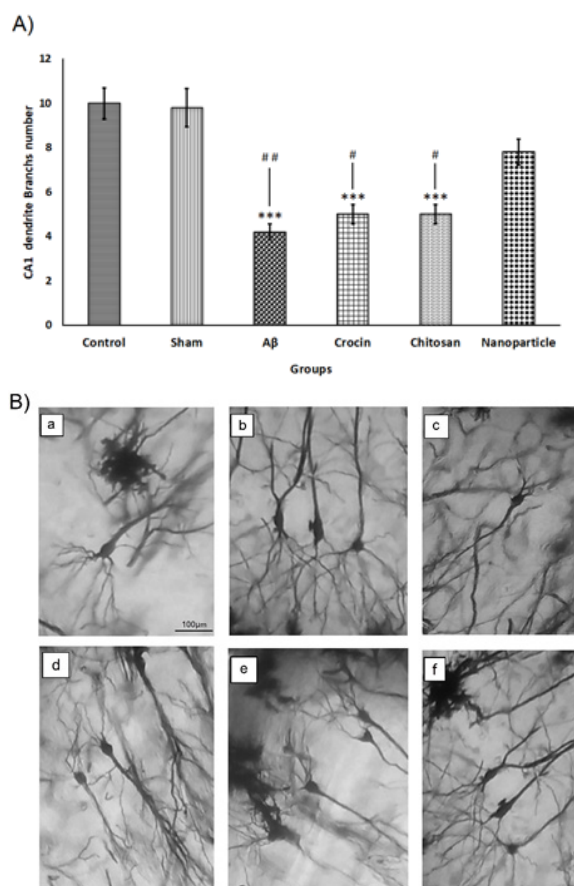 A)
CA1 dendrite Branchs number
12
10
8
6
4
2
0
##
#
#
***
***
***
Control Sham Aβ Crocin Chitosan Nanoparticle
Groups
B)
a
b
c
100µm
d
e
f